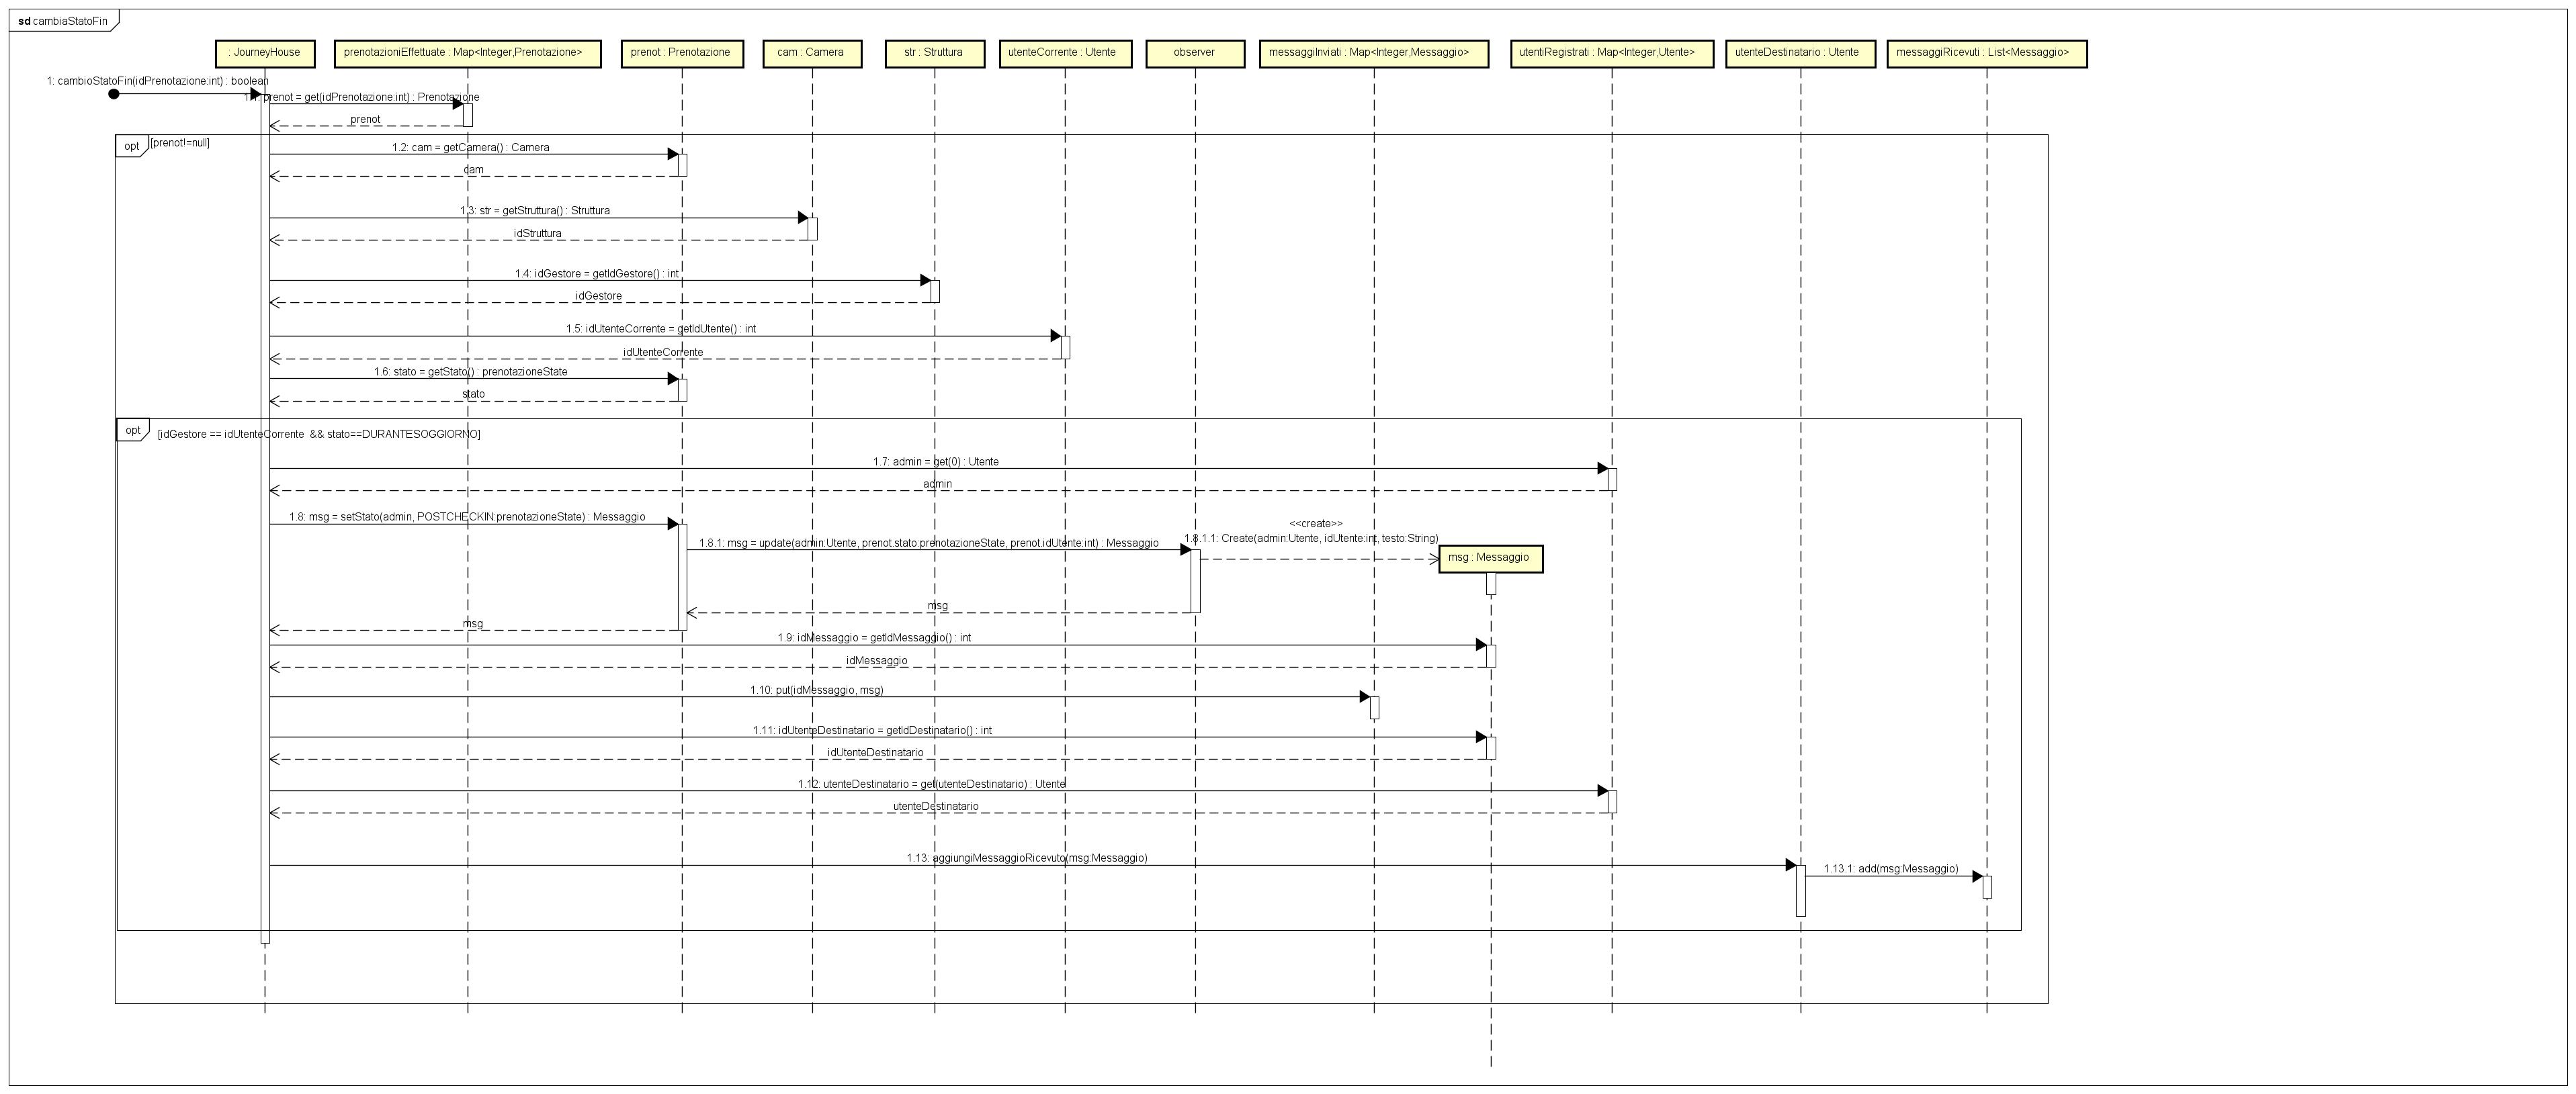 sd cambiaStatoFin
: JourneyHouse
prenotazioniEffettuate : Map<Integer,Prenotazione>
prenot : Prenotazione
cam : Camera
str : Struttura
utenteCorrente : Utente
observer
messaggiInviati : Map<Integer,Messaggio>
utentiRegistrati : Map<Integer,Utente>
utenteDestinatario : Utente
messaggiRicevuti : List<Messaggio>
1: cambioStatoFin(idPrenotazione:int) : boolean
1.1: prenot = get(idPrenotazione:int) : Prenotazione
prenot
opt
[prenot!=null]
1.2: cam = getCamera() : Camera
cam
1.3: str = getStruttura() : Struttura
idStruttura
1.4: idGestore = getIdGestore() : int
idGestore
1.5: idUtenteCorrente = getIdUtente() : int
idUtenteCorrente
1.6: stato = getStato() : prenotazioneState
stato
opt
[idGestore == idUtenteCorrente && stato==DURANTESOGGIORNO]
1.7: admin = get(0) : Utente
admin
1.8: msg = setStato(admin, POSTCHECKIN:prenotazioneState) : Messaggio
<<create>>
1.8.1: msg = update(admin:Utente, prenot.stato:prenotazioneState, prenot.idUtente:int) : Messaggio
1.8.1.1: Create(admin:Utente, idUtente:int, testo:String)
msg : Messaggio
msg
msg
1.9: idMessaggio = getIdMessaggio() : int
idMessaggio
1.10: put(idMessaggio, msg)
1.11: idUtenteDestinatario = getIdDestinatario() : int
idUtenteDestinatario
1.12: utenteDestinatario = get(utenteDestinatario) : Utente
utenteDestinatario
1.13: aggiungiMessaggioRicevuto(msg:Messaggio)
1.13.1: add(msg:Messaggio)